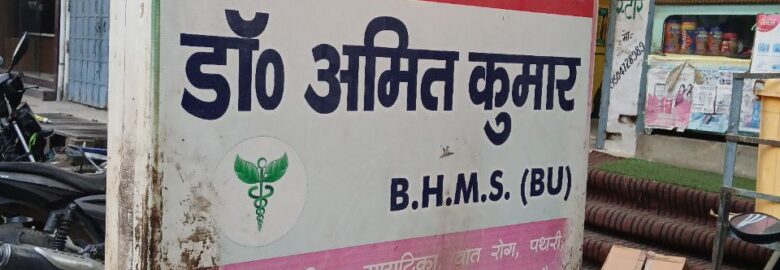 डॉ० अमित कुमार
B.H.M.S. (BU)
वात रोग, पथरी,
स्टोर
मो.-